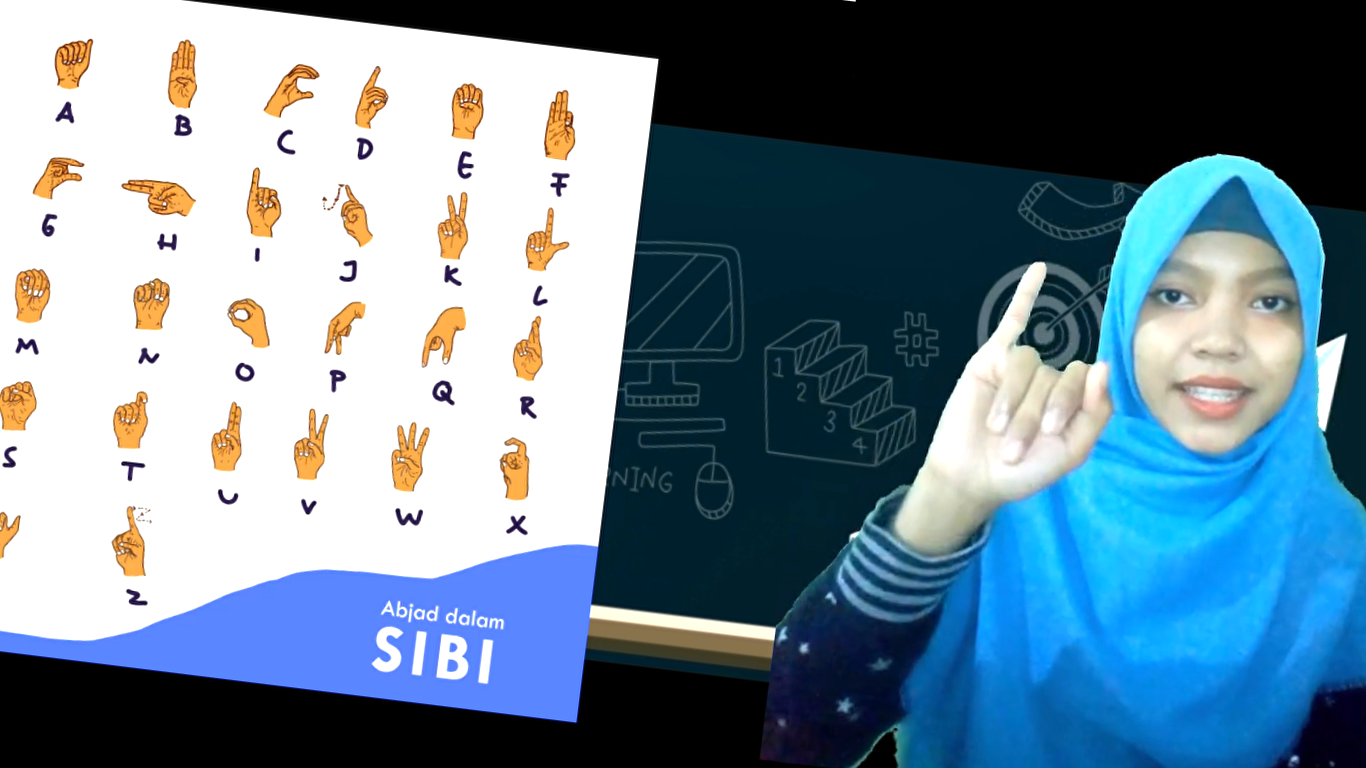 A B C D E F
G H I J K L
M N O P Q R
S T U V W X
Z
Abjad dalam
SIBI
#
1
2
3
4
NING